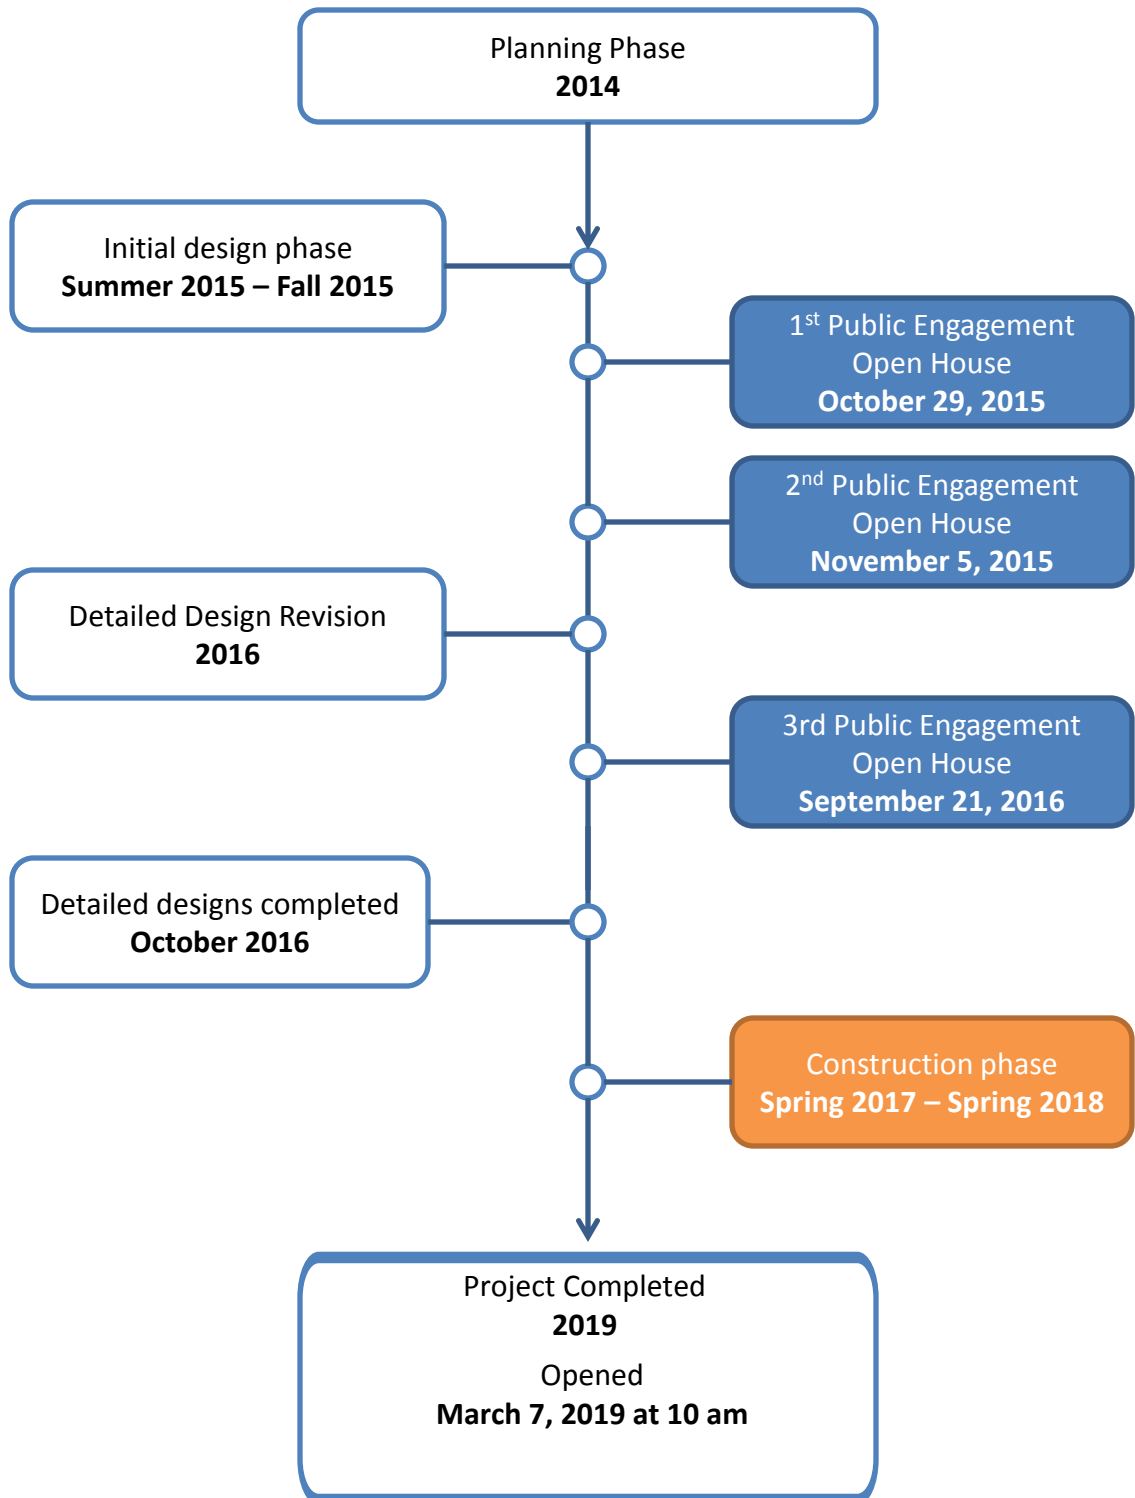 Planning Phase
2014
Initial design phase
Summer 2015 – Fall 2015
1st Public Engagement
Open House
October 29, 2015
2nd Public Engagement
Open House
November 5, 2015
Detailed Design Revision
2016
3rd Public Engagement
Open House
September 21, 2016
Detailed designs completed
October 2016
Construction phase
Spring 2017 – Spring 2018
Project Completed
2019
Opened
March 7, 2019 at 10 am